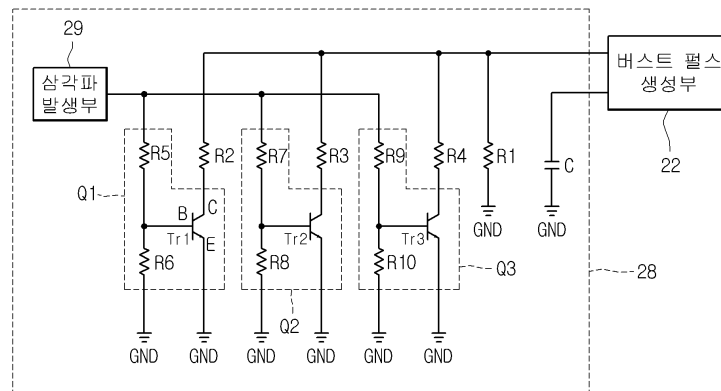 29
삼각파
발생부
버스트 펄스
생성부
22
R5
R2
R7
R3
R9
R4
R1
C
Q1
B
C
Tr1
E
Tr2
Tr3
GND
GND
R6
R8
R10
Q3
28
Q2
GND
GND
GND
GND
GND
GND